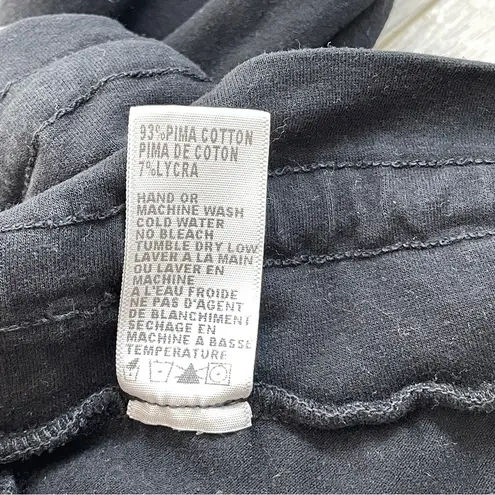 93%PIMA COTTON
PIMA DE COTON
7%LYCRA
HAND OR
MACHINE WASH
COLD WATER
NO BLEACH
TUMBLE DRY LOW
LAVER A LA MAIN
OU LAVER EN
MACHINE
A L'EAU FROIDE
NE PAS D'AGENT
DE BLANCHIMENT
SECHAGE EN
MACHINE A BASSE
TEMPERATURE